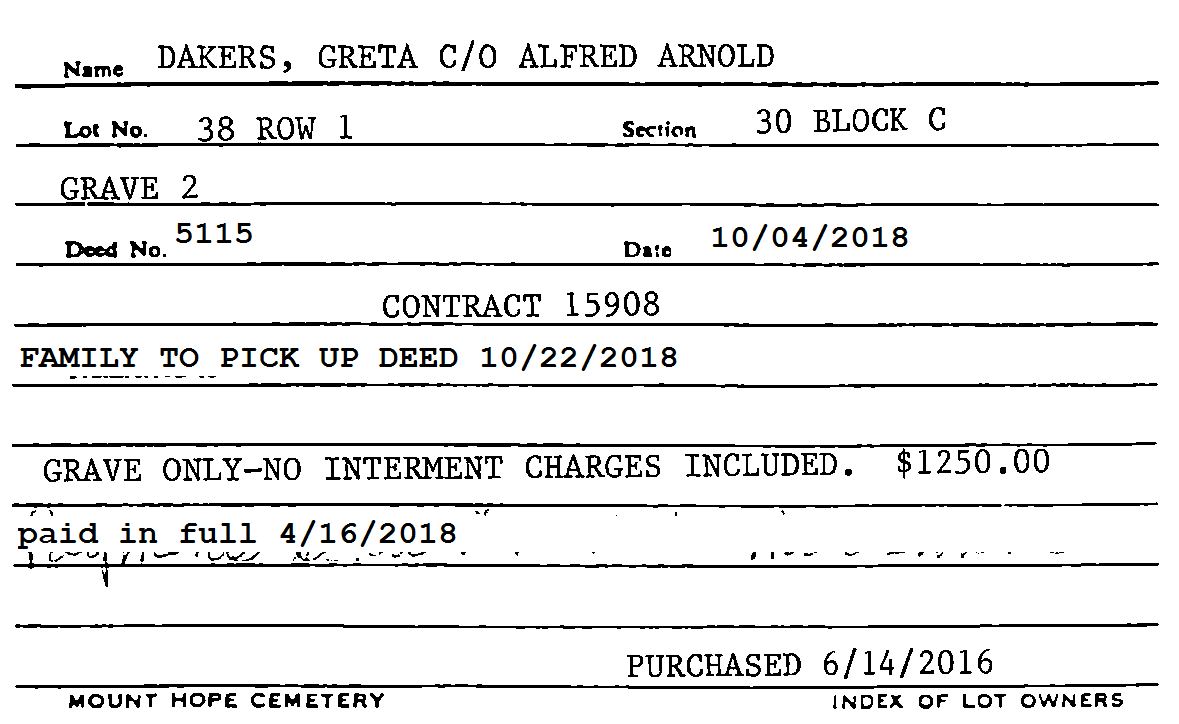 Name DAKERS, GRETA C/O ALFRED ARNOLD
Lot No. 38 ROW 1 Section 30 BLOCK C
GRAVE 2
Deed No. 5115 Date 10/04/2018
CONTRACT 15908
FAMILY TO PICK UP DEED 10/22/2018
GRAVE ONLY-NO INTERMENT CHARGES INCLUDED. $1250.00
paid in full 4/16/2018
PURCHASED 6/14/2016
MOUNT HOPE CEMETERY INDEX OF LOT OWNERS